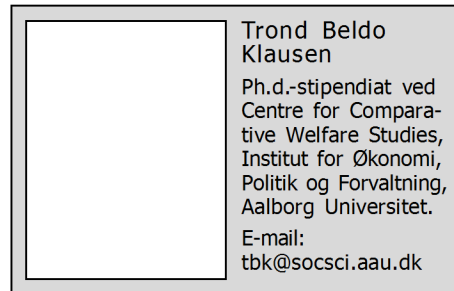 Trond Beldo
Klausen
Ph.d.-stipendiat ved
Centre for Compara-
tive Welfare Studies,
Institut for Økonomi,
Politik og Forvaltning,
Aalborg Universitet.
E-mail:
tbk@socsci.aau.dk